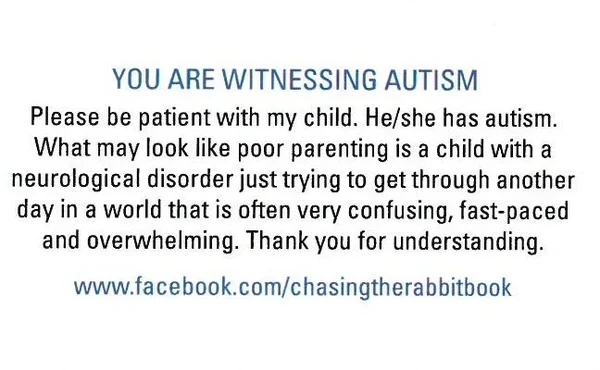 YOU ARE WITNESSING AUTISM
Please be patient with my child. He/she has autism.
What may look like poor parenting is a child with a
neurological disorder just trying to get through another
day in a world that is often very confusing, fast-paced
and overwhelming. Thank you for understanding.
www.facebook.com/chasingtherabbitbook